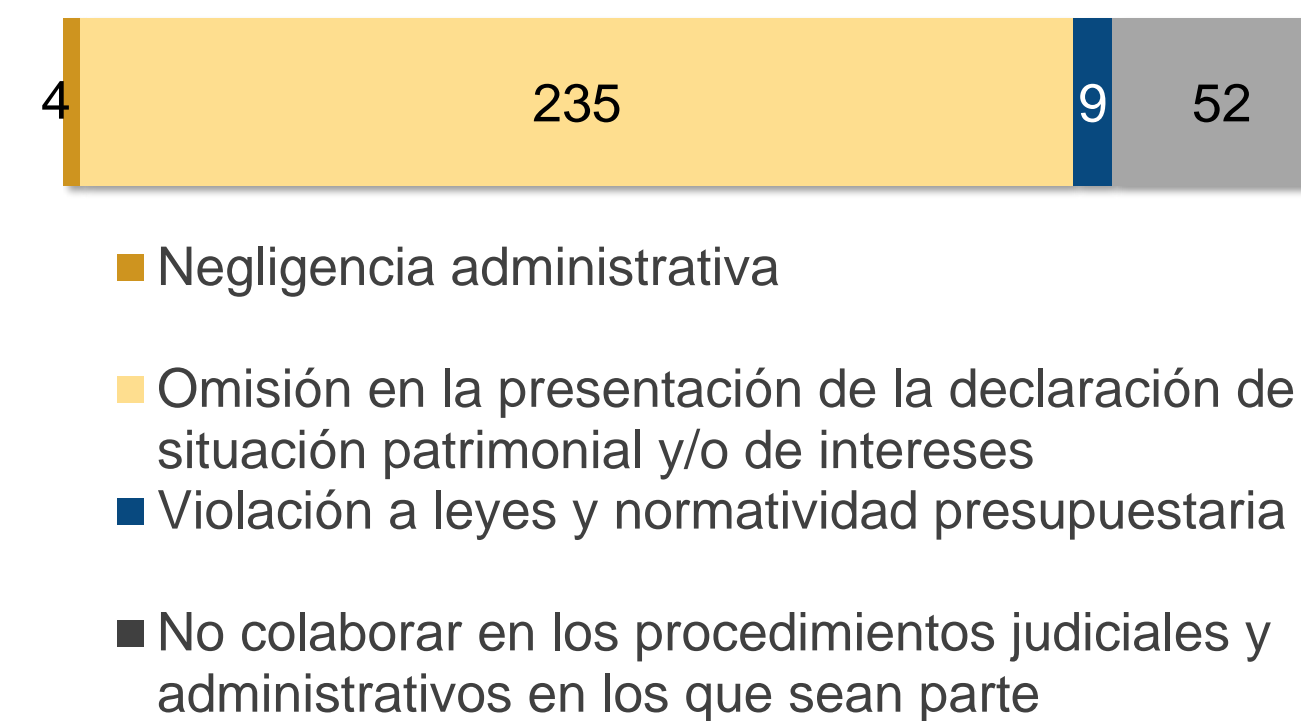 4 235 9 52
Negligencia administrativa
Omisión en la presentación de la declaración de
situación patrimonial y/o de intereses
Violación a leyes y normatividad presupuestaria
No colaborar en los procedimientos judiciales y
administrativos en los que sean parte